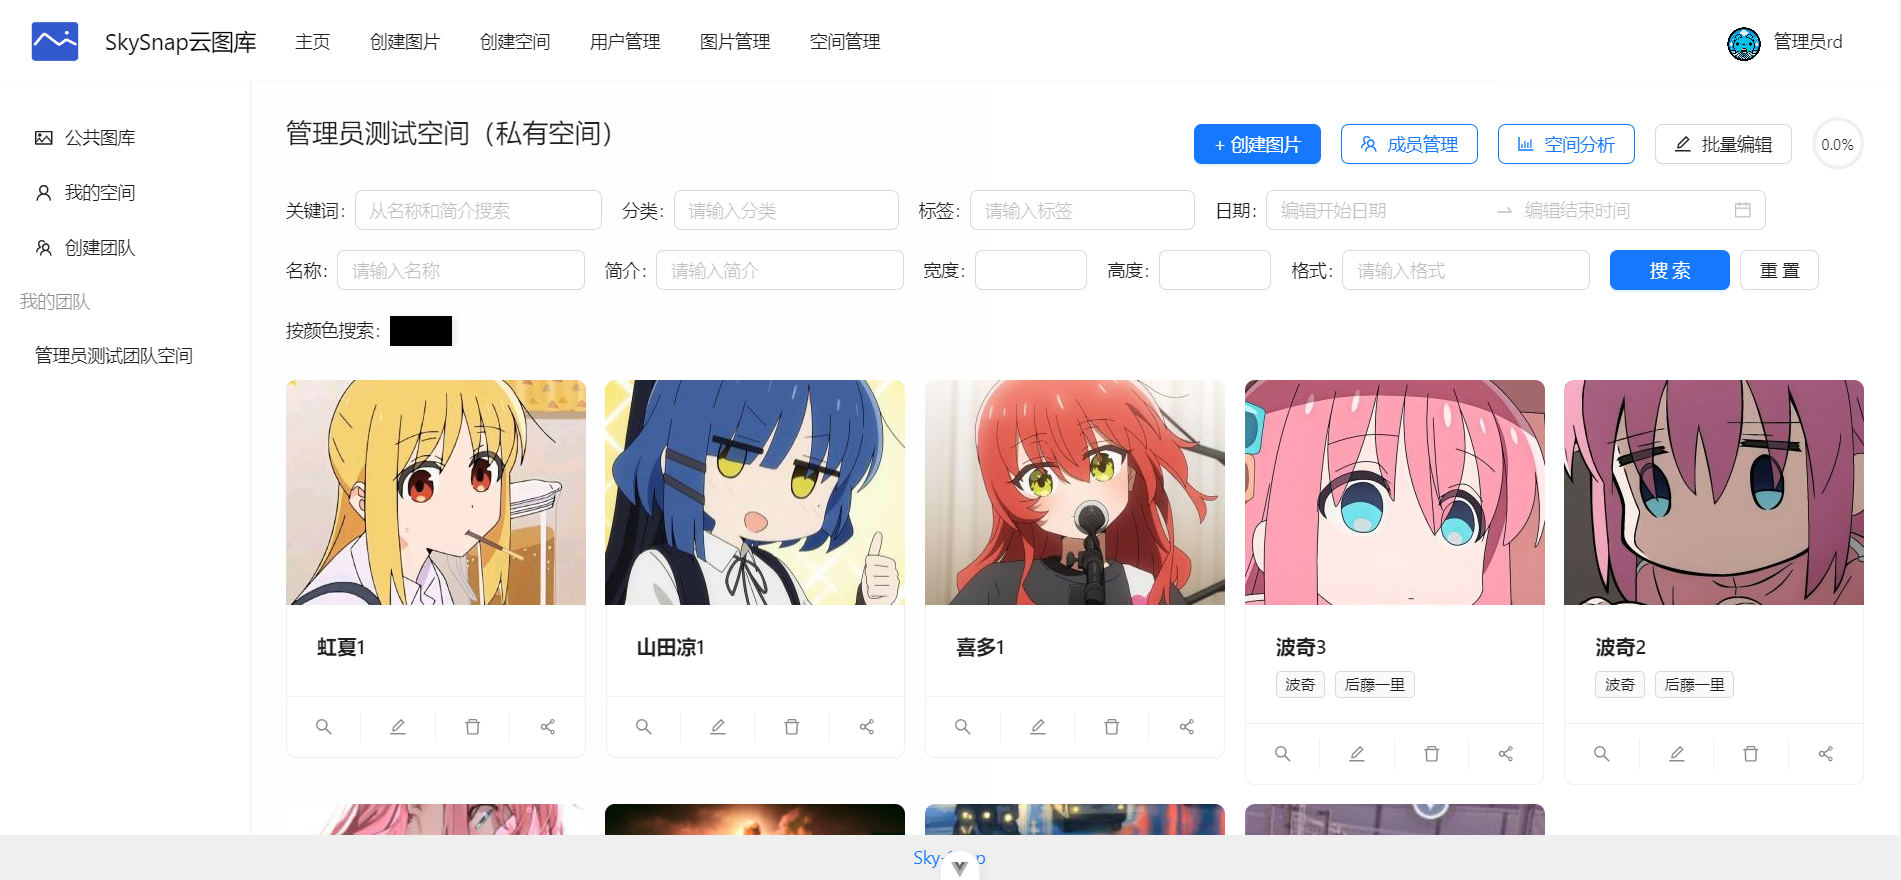 SkySnap云图库 主页 创建图片 创建空间 用户管理 图片管理 空间管理 管理员rd
公共图库
我的空间
创建团队
我的团队
管理员测试团队空间
管理员测试空间（私有空间）
+ 创建图片 成员管理 空间分析 批量编辑 0.0%
关键词: 从名称和简介搜索 分类: 请输入分类 标签: 请输入标签 日期: 编辑开始日期 编辑结束时间
名称: 请输入名称 简介: 请输入简介 宽度: 高度: 格式: 请输入格式 搜 索 重 置
按颜色搜索:
虹夏1 山田凉1 喜多1 波奇3 波奇2
波奇 后藤一里 波奇 后藤一里